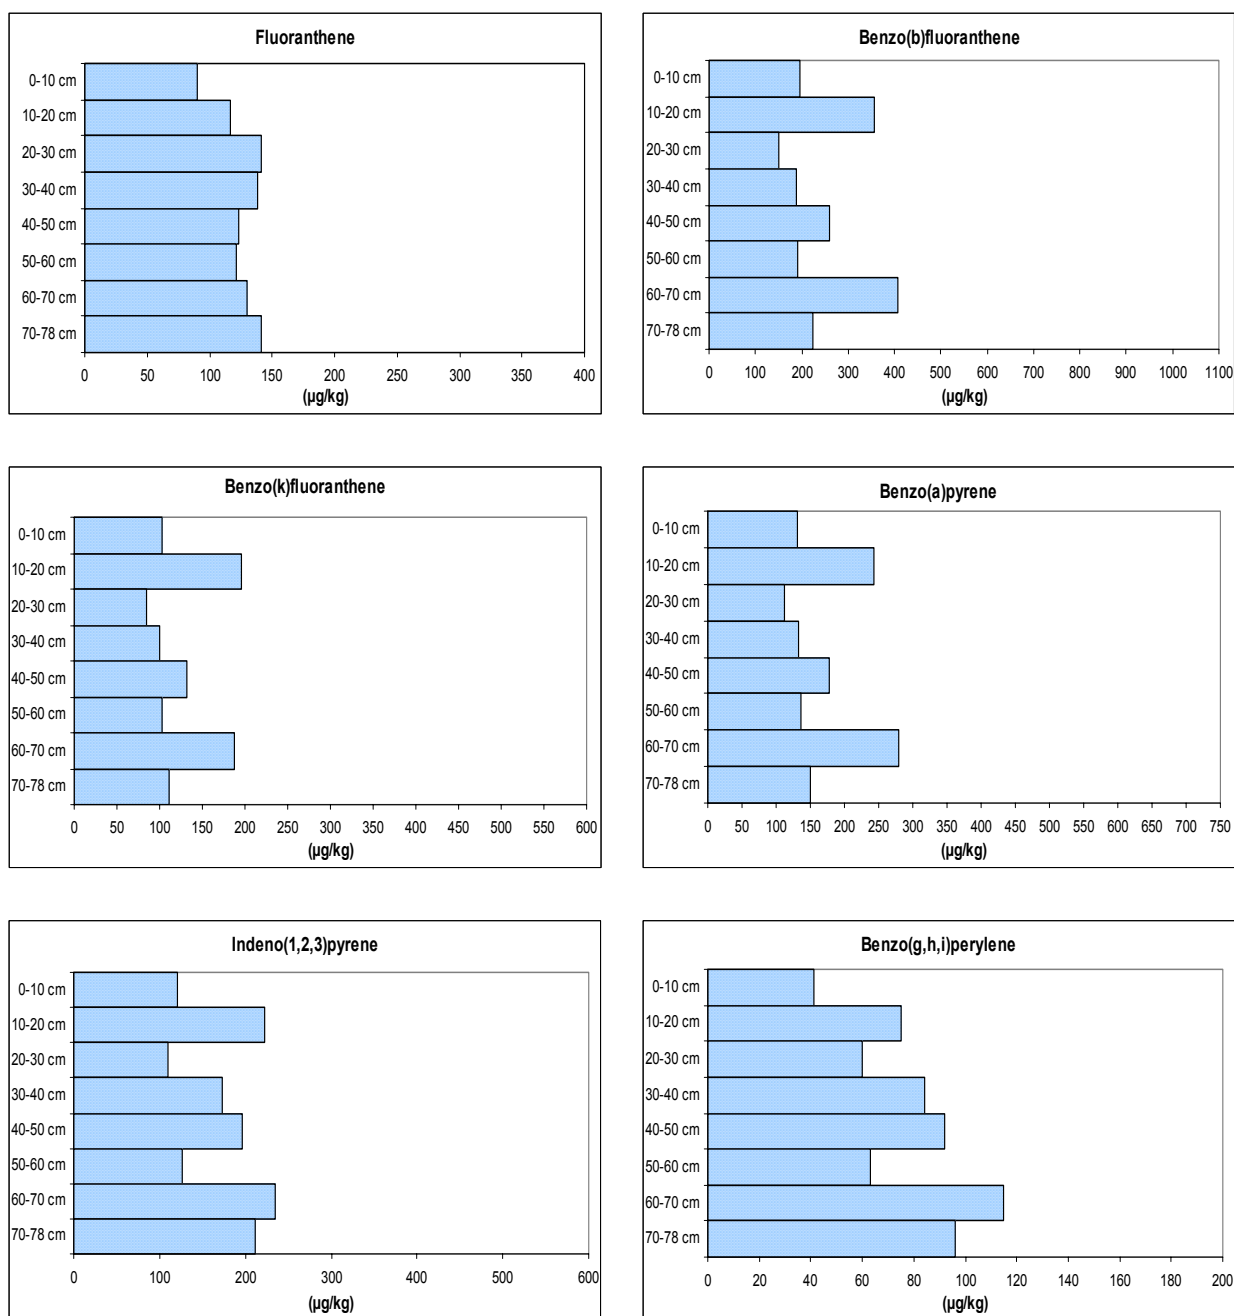 Fluoranthene
0-10 cm
10-20 cm
20-30 cm
30-40 cm
40-50 cm
50-60 cm
60-70 cm
70-78 cm
0 50 100 150 200 250 300 350 400
(µg/kg)
Benzo(b)fluoranthene
0-10 cm
10-20 cm
20-30 cm
30-40 cm
40-50 cm
50-60 cm
60-70 cm
70-78 cm
0 100 200 300 400 500 600 700 800 900 1000 1100
(µg/kg)
Benzo(k)fluoranthene
0-10 cm
10-20 cm
20-30 cm
30-40 cm
40-50 cm
50-60 cm
60-70 cm
70-78 cm
0 50 100 150 200 250 300 350 400 450 500 550 600
(µg/kg)
Benzo(a)pyrene
0-10 cm
10-20 cm
20-30 cm
30-40 cm
40-50 cm
50-60 cm
60-70 cm
70-78 cm
0 50 100 150 200 250 300 350 400 450 500 550 600 650 700 750
(µg/kg)
Indeno(1,2,3)pyrene
0-10 cm
10-20 cm
20-30 cm
30-40 cm
40-50 cm
50-60 cm
60-70 cm
70-78 cm
0 100 200 300 400 500 600
(µg/kg)
Benzo(g,h,i)perylene
0-10 cm
10-20 cm
20-30 cm
30-40 cm
40-50 cm
50-60 cm
60-70 cm
70-78 cm
0 20 40 60 80 100 120 140 160 180 200
(µg/kg)